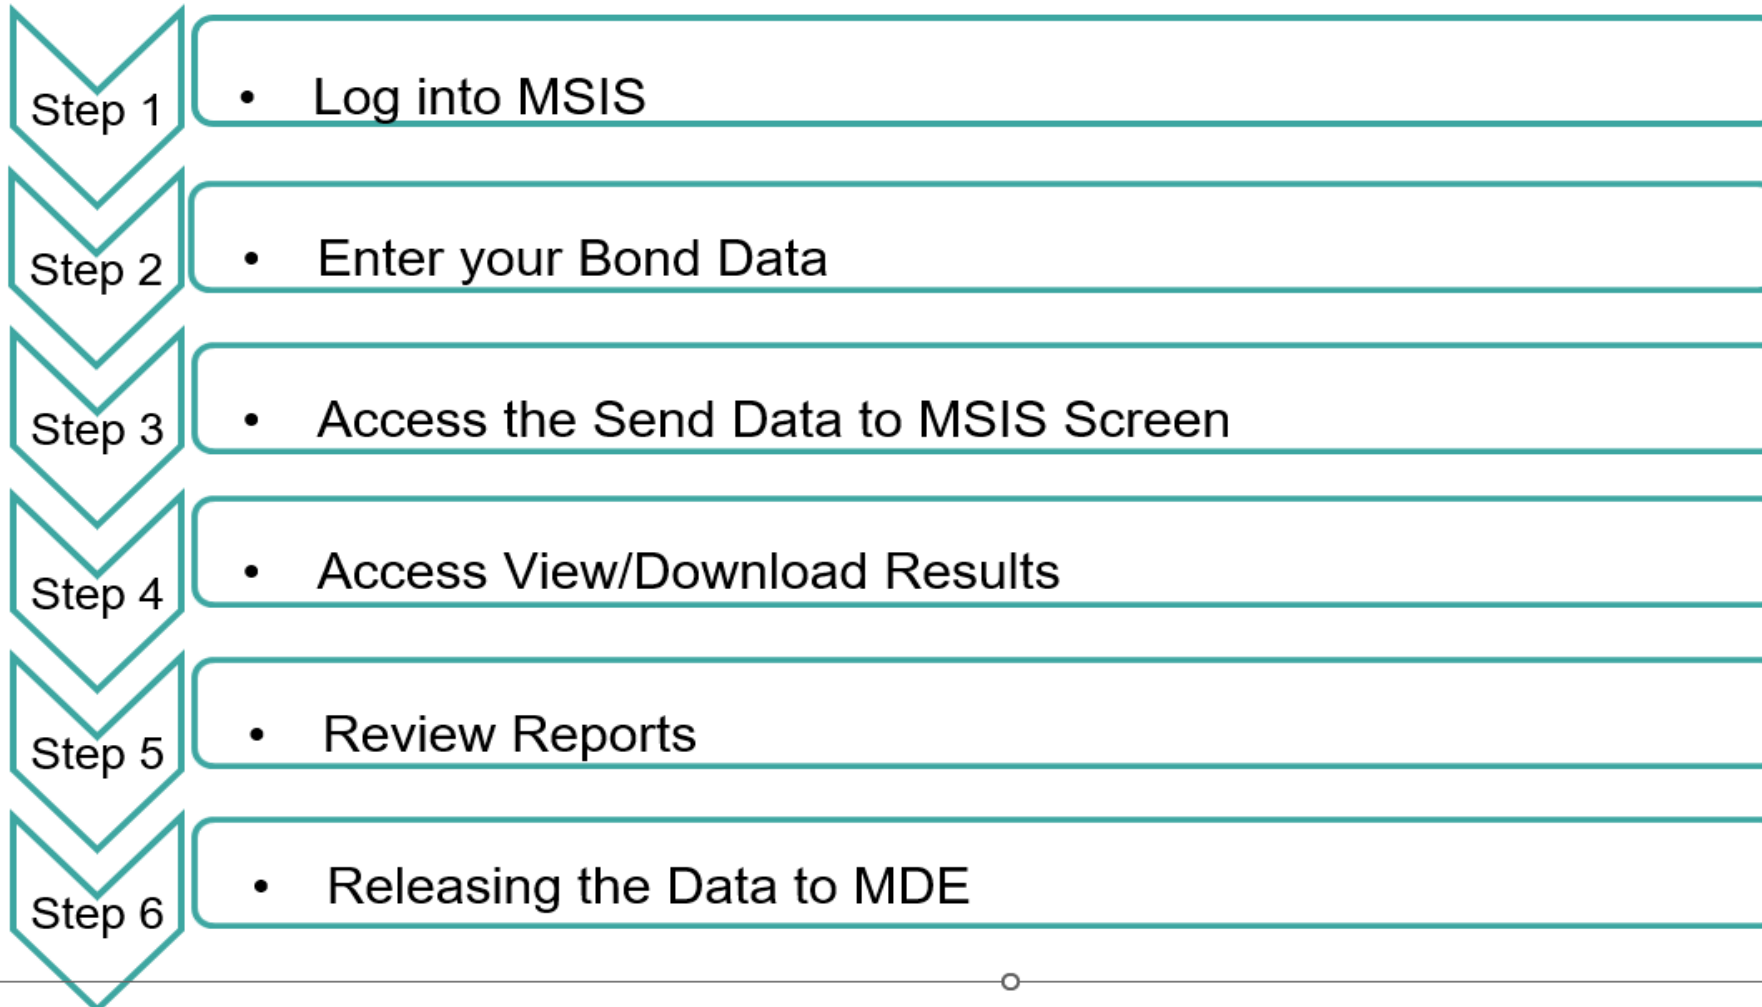 Step 1
• Log into MSIS
Step 2
• Enter your Bond Data
Step 3
• Access the Send Data to MSIS Screen
Step 4
• Access View/Download Results
Step 5
• Review Reports
Step 6
• Releasing the Data to MDE